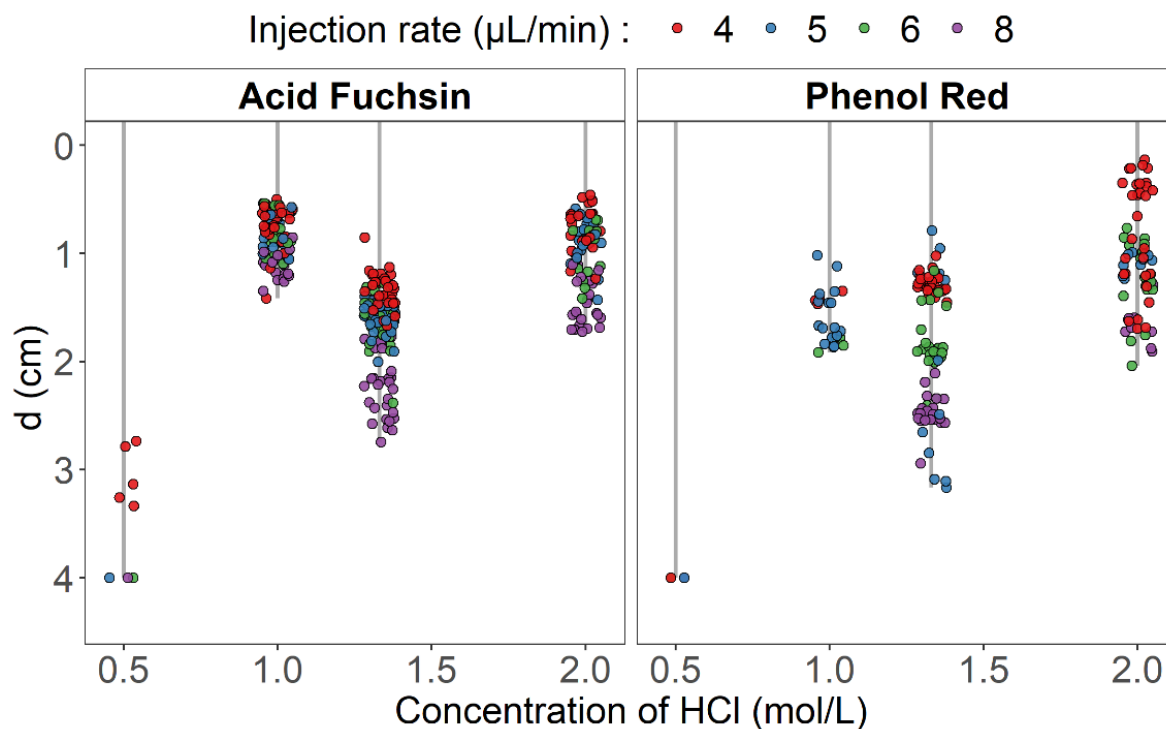 Injection rate (µL/min) : 4 5 6 8
Acid Fuchsin
Phenol Red
d (cm)
0
1
2
3
4
0.5 1.0 1.5 2.0
0.5 1.0 1.5 2.0
Concentration of HCl (mol/L)